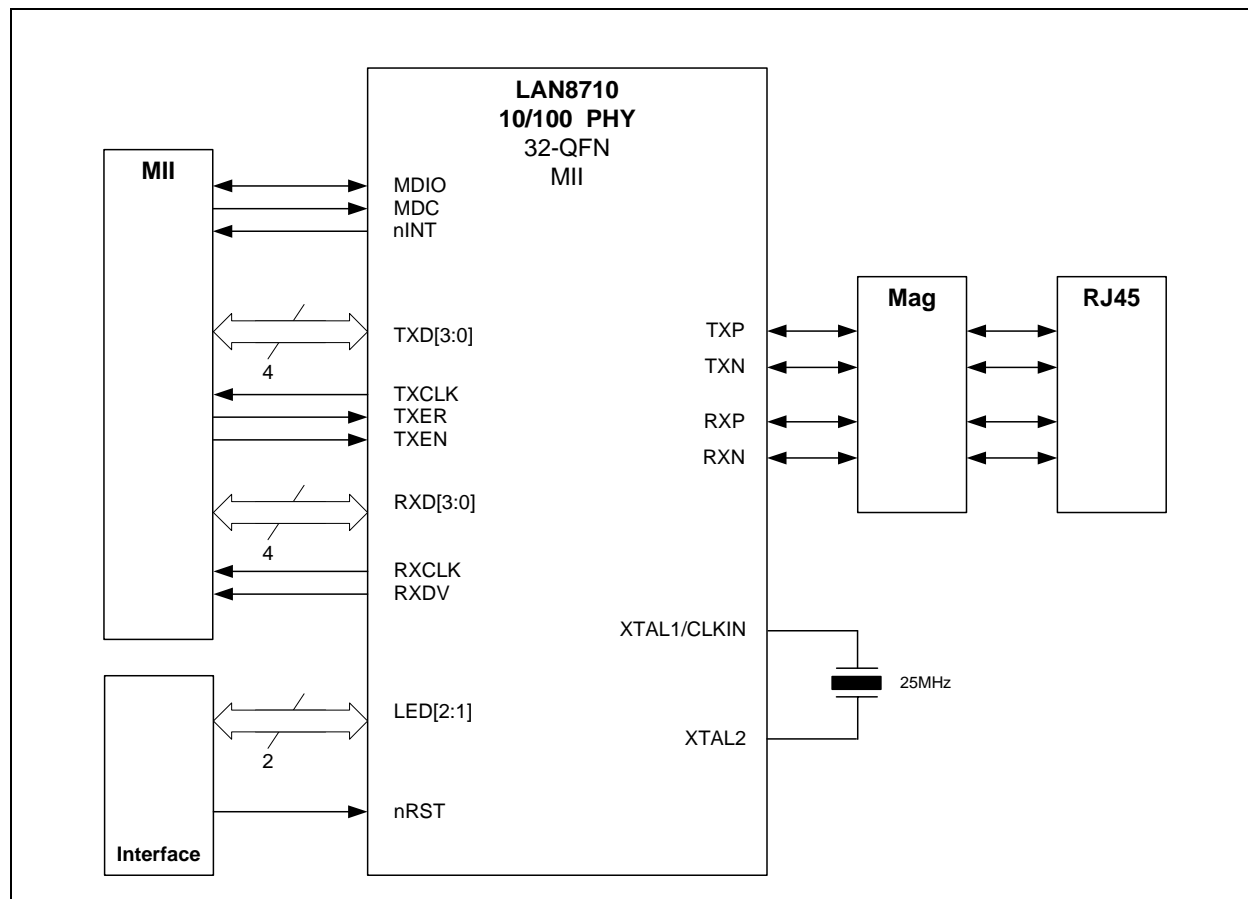 LAN8710
10/100 PHY
32-QFN
MII
MII
MDIO
MDC
nINT
TXD[3:0]
4
TXCLK
TXER
TXEN
RXD[3:0]
4
RXCLK
RXDV
LED[2:1]
2
nRST
Interface
TXP
TXN
RXP
RXN
Mag
RJ45
XTAL1/CLKIN
25MHz
XTAL2